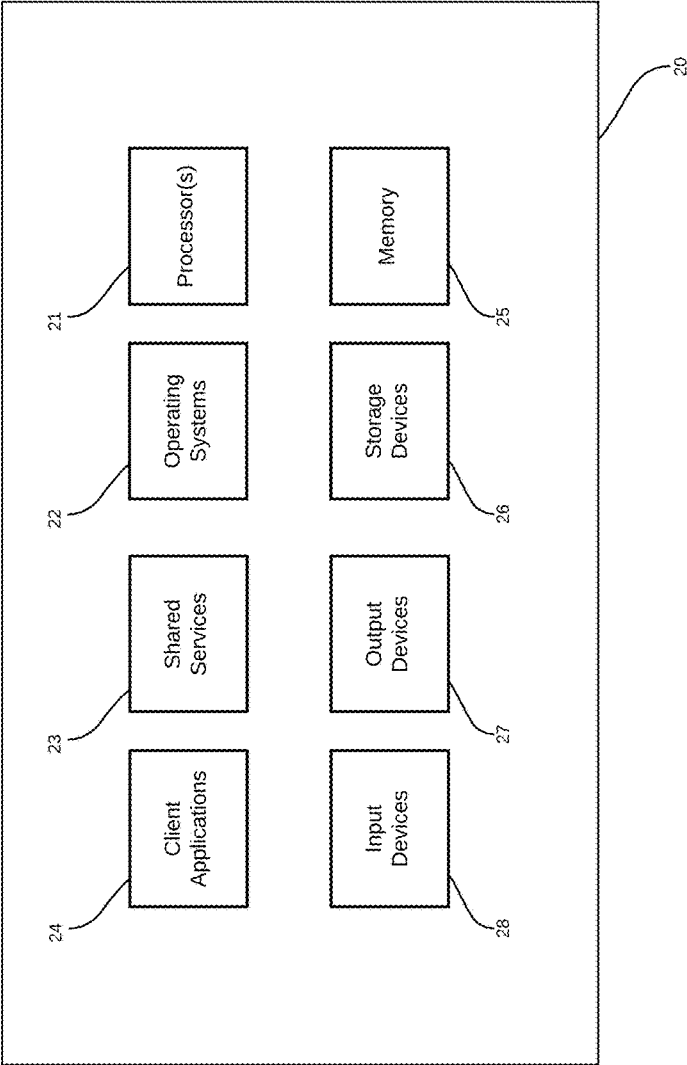 24
23
22
21
Client
Applications
Shared
Services
Operating
Systems
Processor(s)
Input
Devices
Output
Devices
Storage
Devices
Memory
28
27
26
25
20